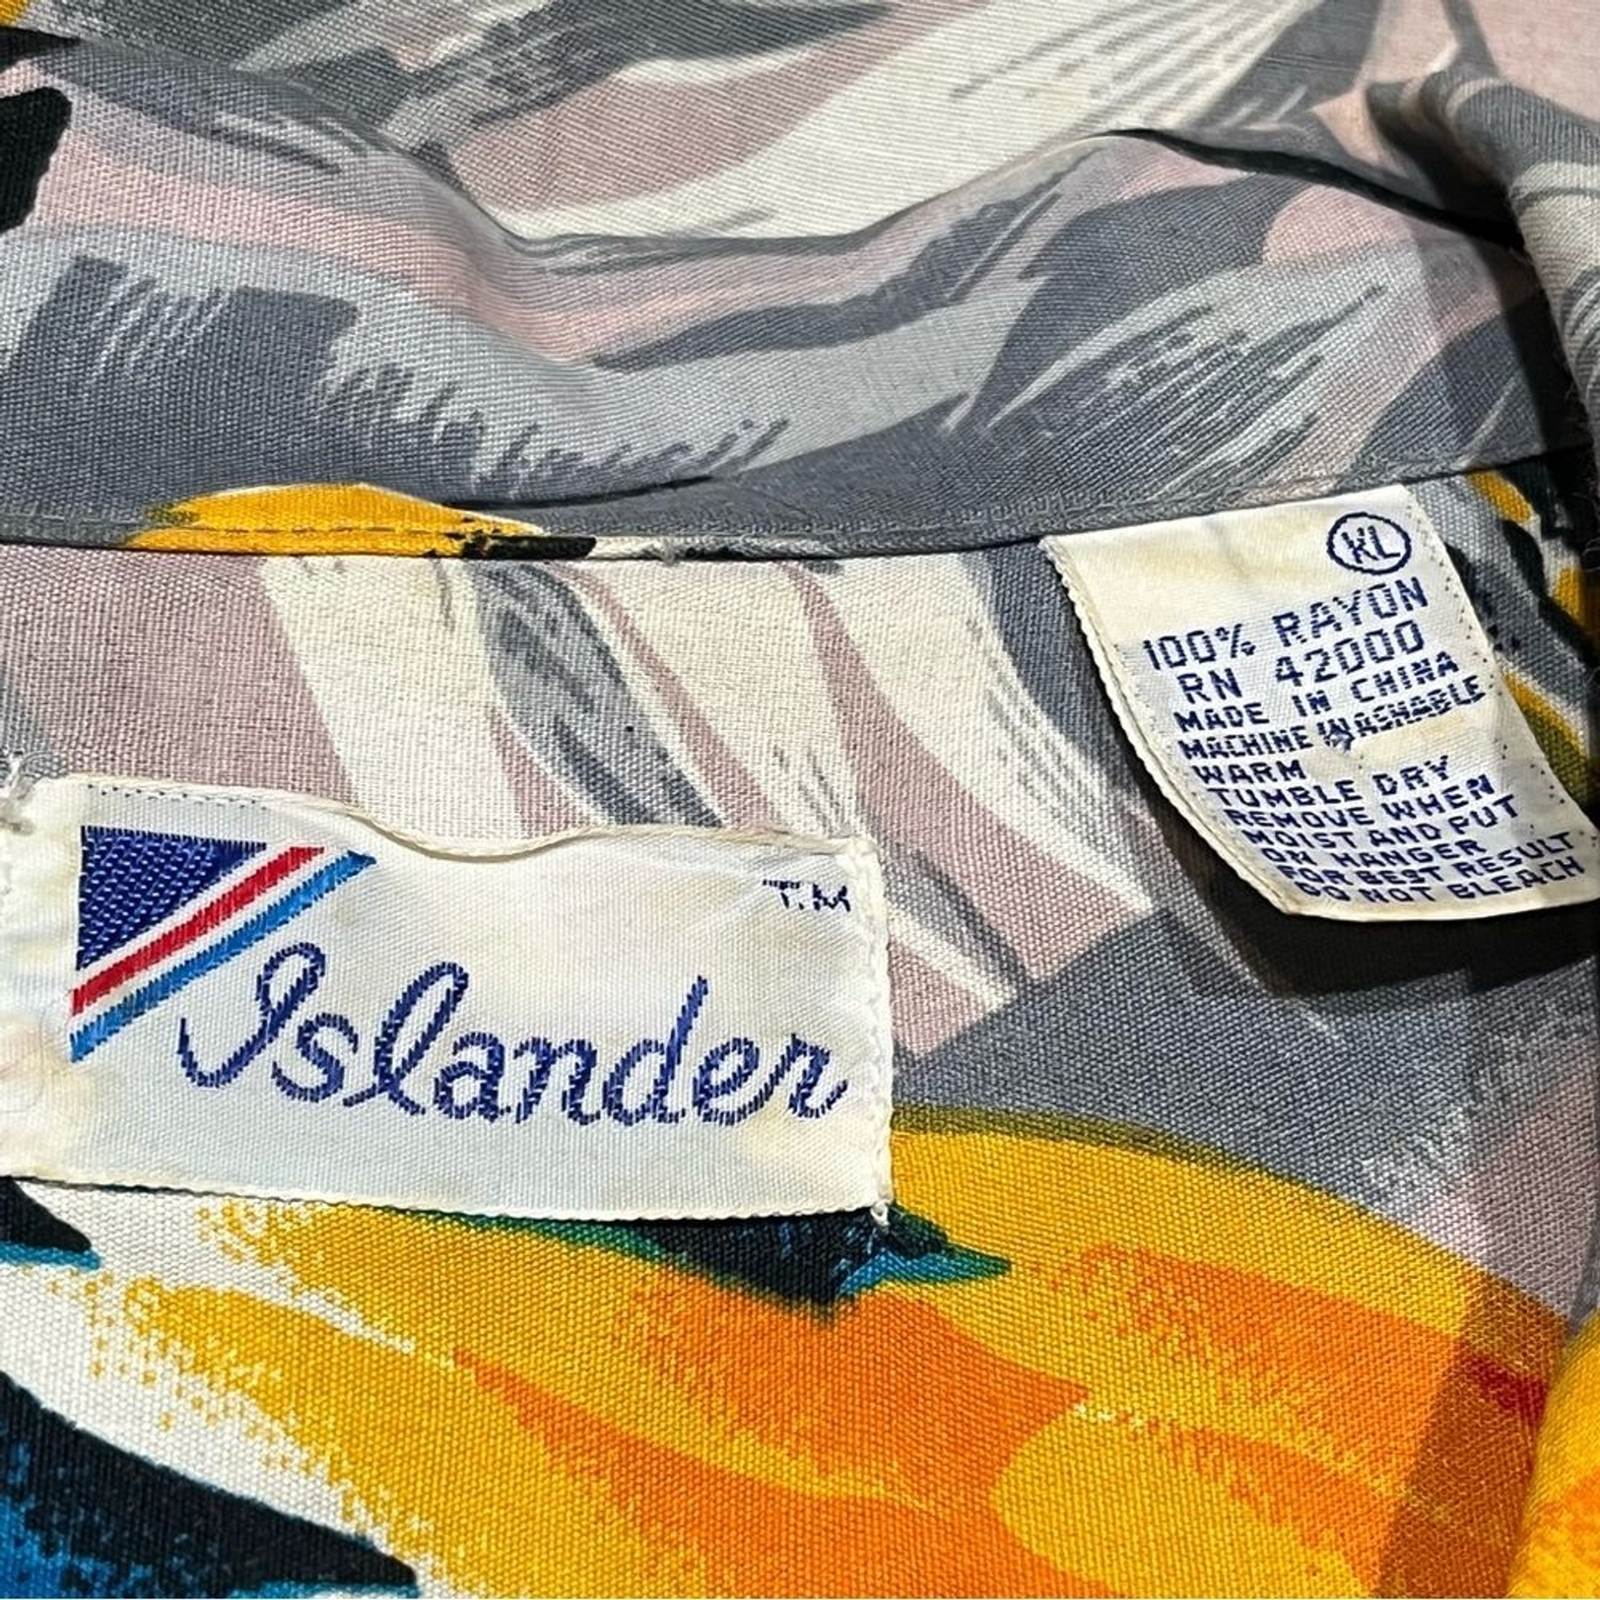 XL
100% RAYON
RN 42000
MADE IN CHINA
MACHINE WASHABLE
WARM
TUMBLE DRY
REMOVE WHEN
MOIST AND PUT
ON HANGER
FOR BEST RESULT
DO NOT BLEACH
T.M
Islander